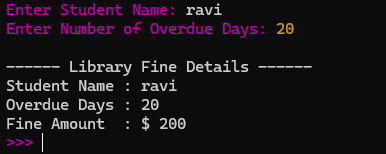 Enter Student Name: ravi
Enter Number of Overdue Days: 20
------ Library Fine Details ------
Student Name : ravi
Overdue Days : 20
Fine Amount  : $ 200
>>>